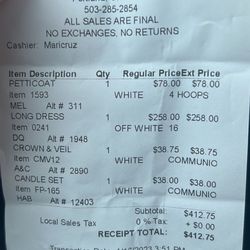 503-285-2854
ALL SALES ARE FINAL
NO EXCHANGES, NO RETURNS
Cashier: Maricruz
Item Description Qty Regular Price Ext Price
PETTICOAT 1 $78.00 $78.00
Item 1593 WHITE 4 HOOPS
MEL Alt # 311
LONG DRESS 1 $258.00 $258.00
Item 0241 OFF WHITE 16
DQ Alt # 1948
CROWN & VEIL 1 $38.75 $38.75
Item CMV12 WHITE COMMUNIO
A&C Alt # 2890
CANDLE SET 1 $38.00 $38.00
Item FP-165 WHITE COMMUNIC
HAB Alt # 12403
Subtotal: $412.75
Local Sales Tax 0 % Tax: + $0.00
RECEIPT TOTAL: $412.75